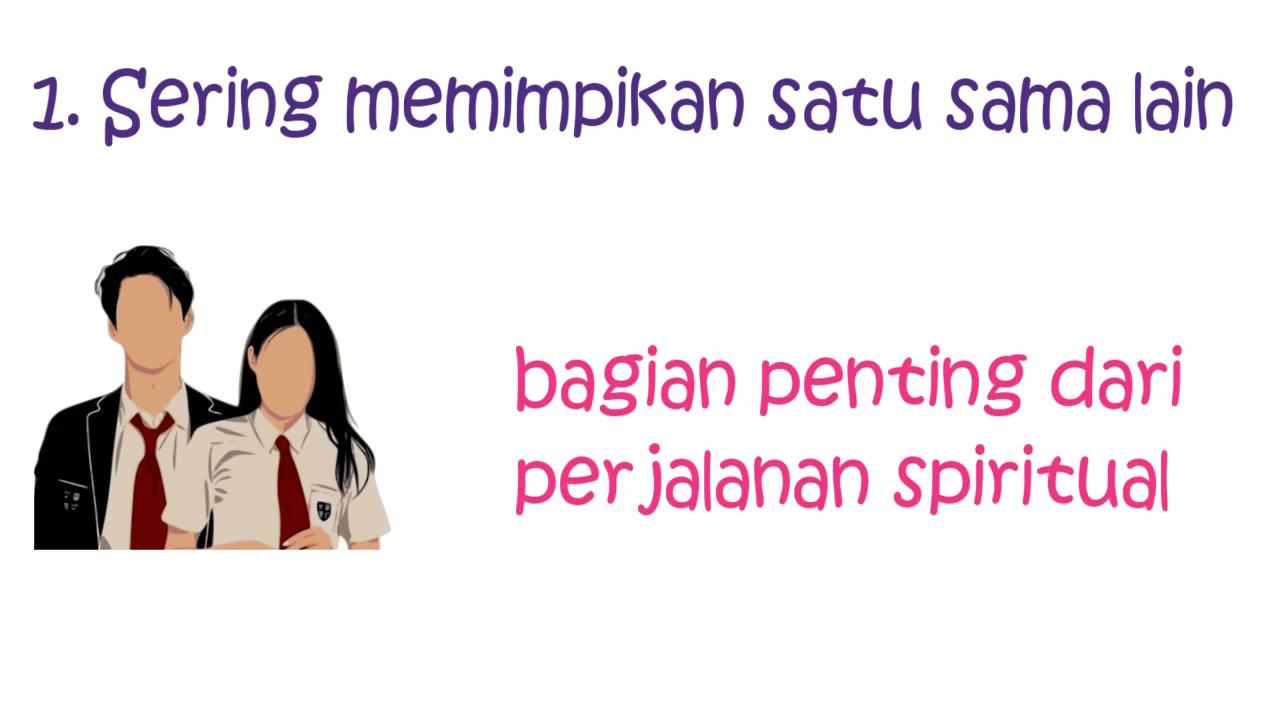 1. Sering memimpikan satu sama lain
bagian penting dari
perjalanan spiritual